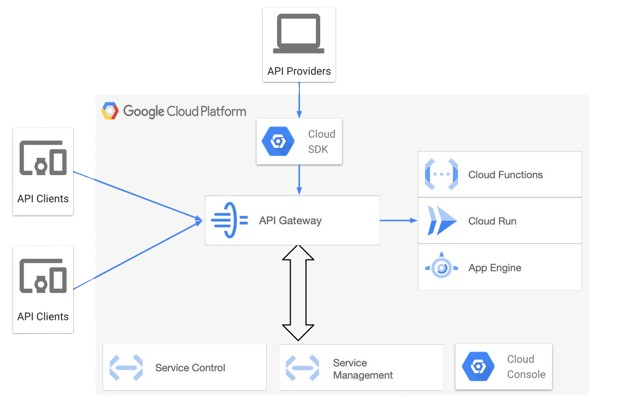 API Providers
Google Cloud Platform
Cloud
SDK
API Clients
API Clients
API Gateway
Cloud Functions
Cloud Run
App Engine
Service Control
Service
Management
Cloud
Console